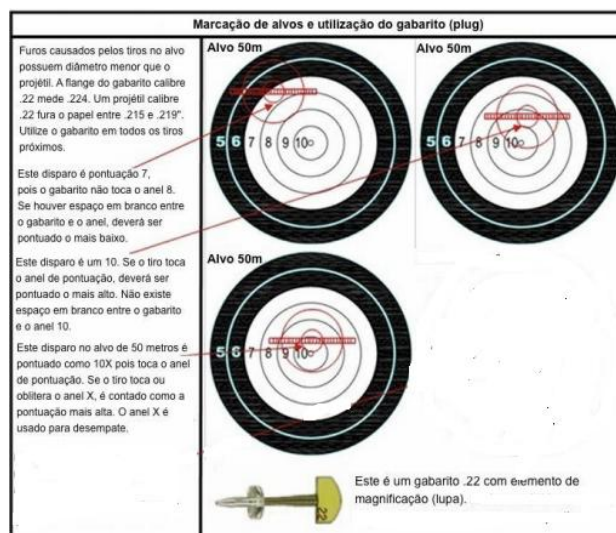 Marcação de alvos e utilização do gabarito (plug)
Furos causados pelos tiros no alvo
possuem diâmetro menor que o
projétil. A flange do gabarito calibre
.22 mede .224. Um projétil calibre
.22 fura o papel entre .215 e .219".
Utilize o gabarito em todos os tiros
próximos.
Este disparo é pontuação 7,
pois o gabarito não toca o anel 8.
Se houver espaço em branco entre
o gabarito e o anel, deverá ser
pontuado o mais baixo.
Este disparo é um 10. Se o tiro toca
o anel de pontuação, deverá ser
pontuado o mais alto. Não existe
espaço em branco entre o gabarito
e o anel 10.
Este disparo no alvo de 50 metros é
pontuado como 10X pois toca o anel
de pontuação. Se o tiro toca ou
oblitera o anel X, é contado como a
pontuação mais alta. O anel X é
usado para desempate.
Alvo 50m
5 6 7 8 9 10
Alvo 50m
5 6 7 8 9 10
Alvo 50m
5 6 7 8 9 10
22
Este é um gabarito .22 com elemento de
magnificação (lupa).